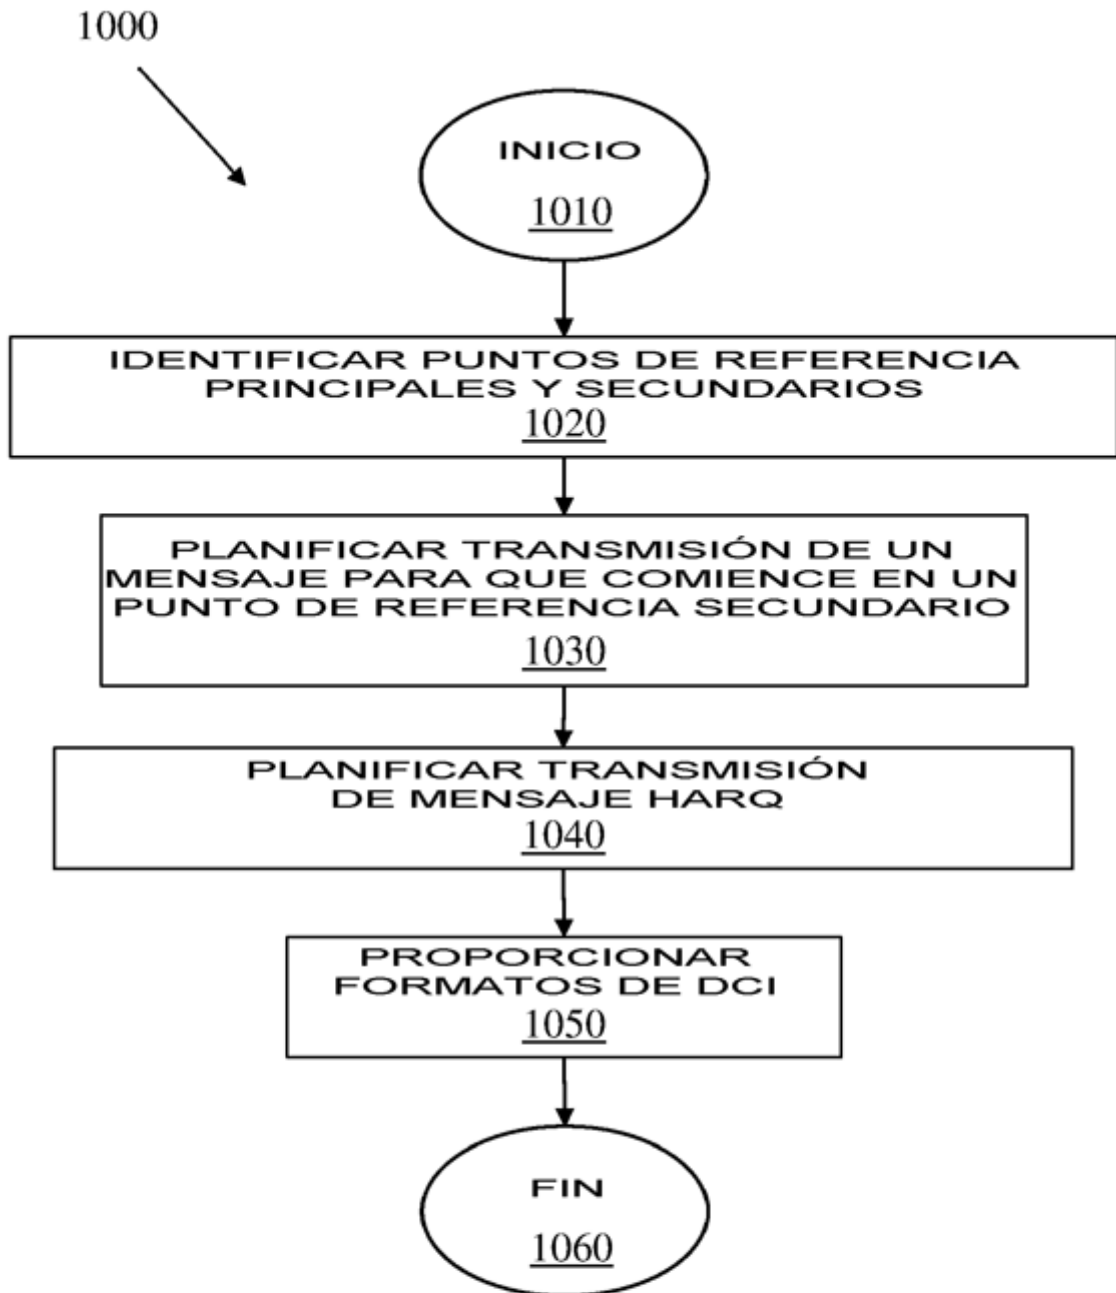 1000
INICIO
1010
IDENTIFICAR PUNTOS DE REFERENCIA
PRINCIPALES Y SECUNDARIOS
1020
PLANIFICAR TRANSMISIÓN DE UN
MENSAJE PARA QUE COMIENCE EN UN
PUNTO DE REFERENCIA SECUNDARIO
1030
PLANIFICAR TRANSMISIÓN
DE MENSAJE HARQ
1040
PROPORCIONAR
FORMATOS DE DCI
1050
FIN
1060